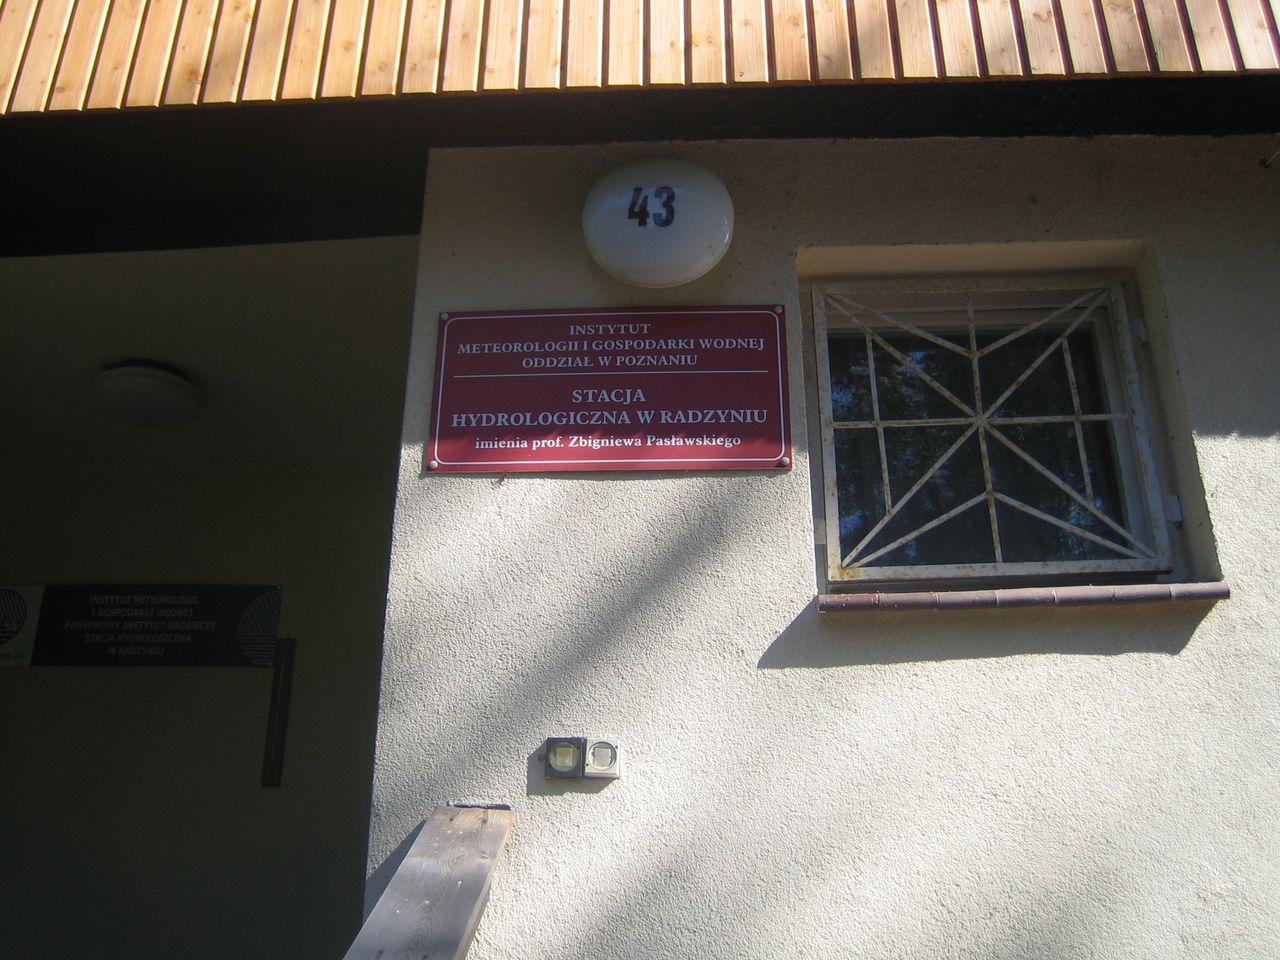 43
INSTYTUT
METEOROLOGII I GOSPODARKI WODNEJ
ODDZIAŁ W POZNANIU
STACJA
HYDROLOGICZNA W RADZYNIU
imienia prof. Zbigniewa Pasławskiego
INSTYTUT METEOROLOGII
I GOSPODARKI WODNEJ
PAŃSTWOWY INSTYTUT BADAWCZY
STACJA HYDROLOGICZNA
W RADZYNIU